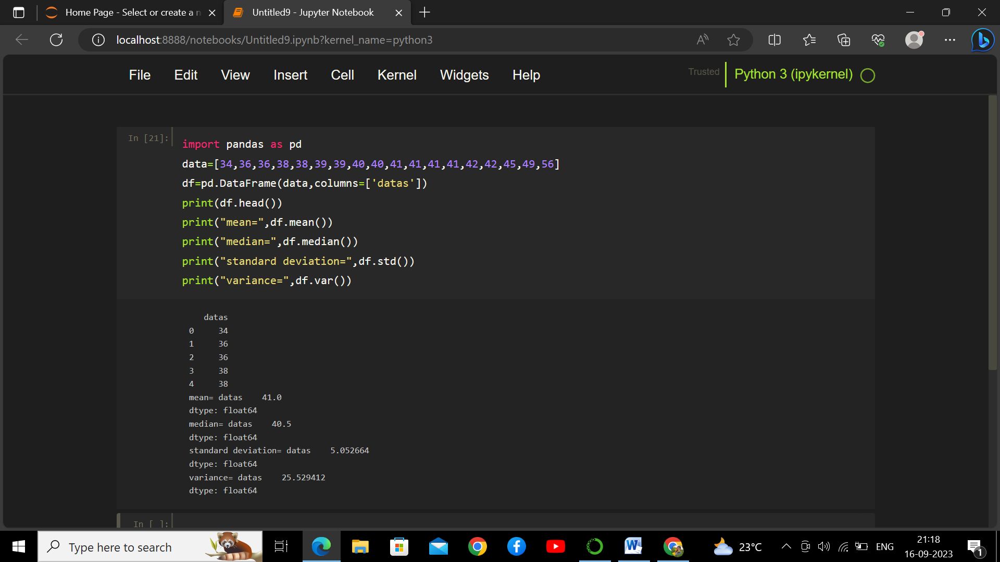 Home Page - Select or create a n
Untitled9 - Jupyter Notebook
localhost:8888/notebooks/Untitled9.ipynb?kernel_name=python3
File Edit View Insert Cell Kernel Widgets Help
Trusted
Python 3 (ipykernel)
In [21]:
import pandas as pd
data=[34,36,36,38,38,39,39,40,40,41,41,41,41,42,42,45,49,56]
df=pd.DataFrame(data,columns=['datas'])
print(df.head())
print("mean=",df.mean())
print("median=",df.median())
print("standard deviation=",df.std())
print("variance=",df.var())
   datas
0     34
1     36
2     36
3     38
4     38
mean= datas    41.0
dtype: float64
median= datas    40.5
dtype: float64
standard deviation= datas    5.052664
dtype: float64
variance= datas    25.529412
dtype: float64
In [ ]:
Type here to search
23°C
ENG
21:18
16-09-2023
1